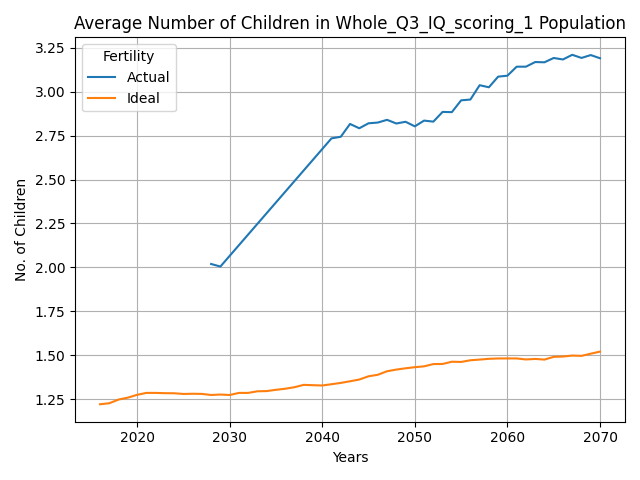 Average Number of Children in Whole_Q3_IQ_scoring_1 Population
Fertility
Actual
Ideal
No. of Children
3.25
3.00
2.75
2.50
2.25
2.00
1.75
1.50
1.25
2020 2030 2040 2050 2060 2070
Years